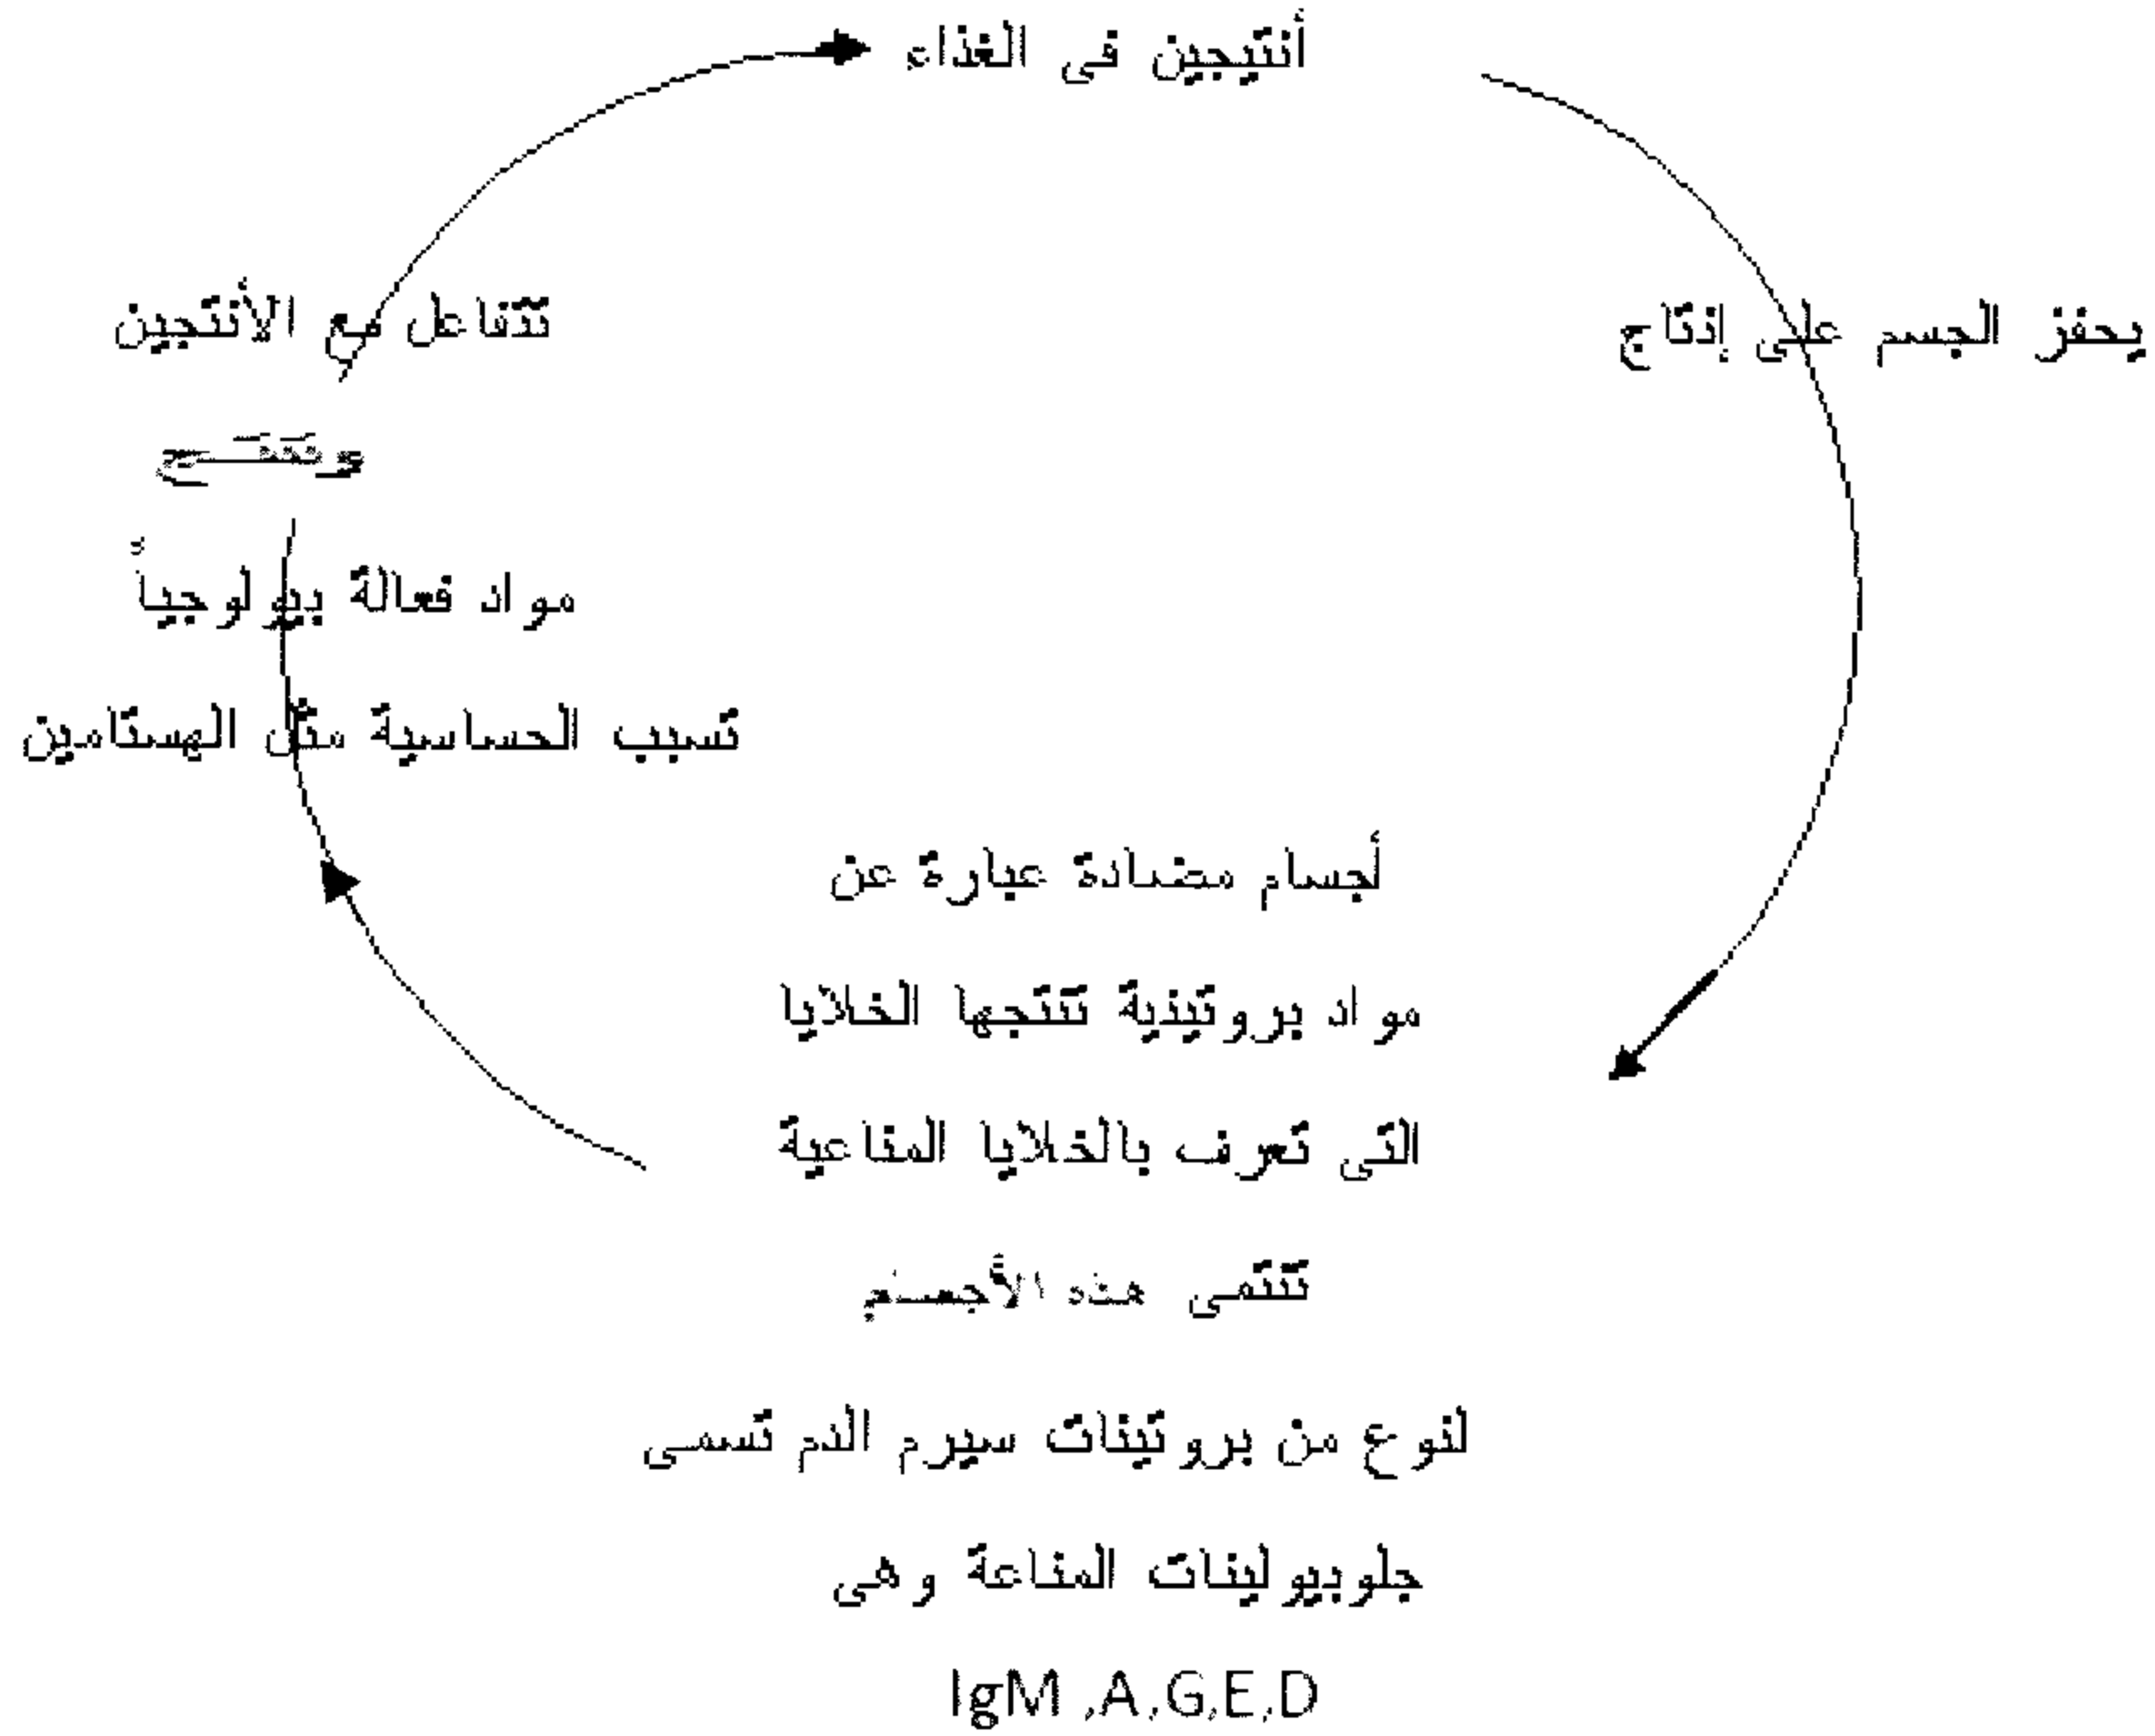 أنتيجين فى الغذاء
يحفز الجسم على إنتاج
أجسام مضادة عبارة عن
مواد بروتينية تنتجها الخلايا
التى تعرف بالخلايا المناعية
تنتمى هذه الأجسام
لنوع من بروتينات سيرم الدم تسمى
جلوبيولينات المناعة وهى
IgM ,A,G,E,D
تتفاعل مع الأنتجين
وتنتج
مواد فعالة بيولوجياً
تسبب الحساسية مثل الهستامين